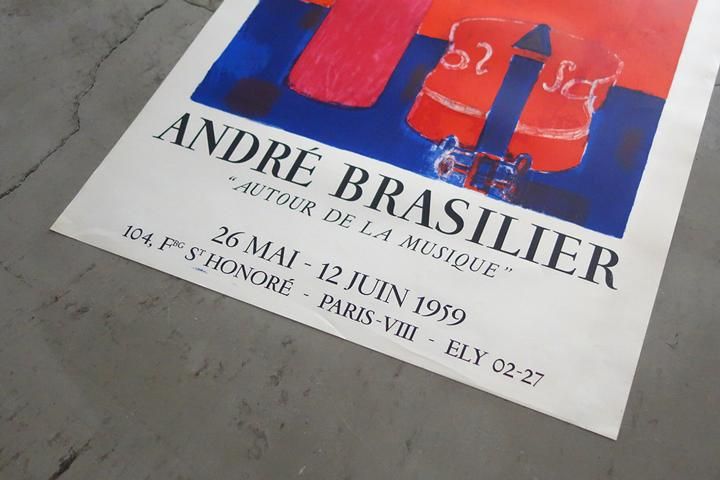 ANDRÉ BRASILIER
“AUTOUR DE LA MUSIQUE”
26 MAI - 12 JUIN 1959
104, FBG ST HONORÉ - PARIS-VIII - ELY 02-27